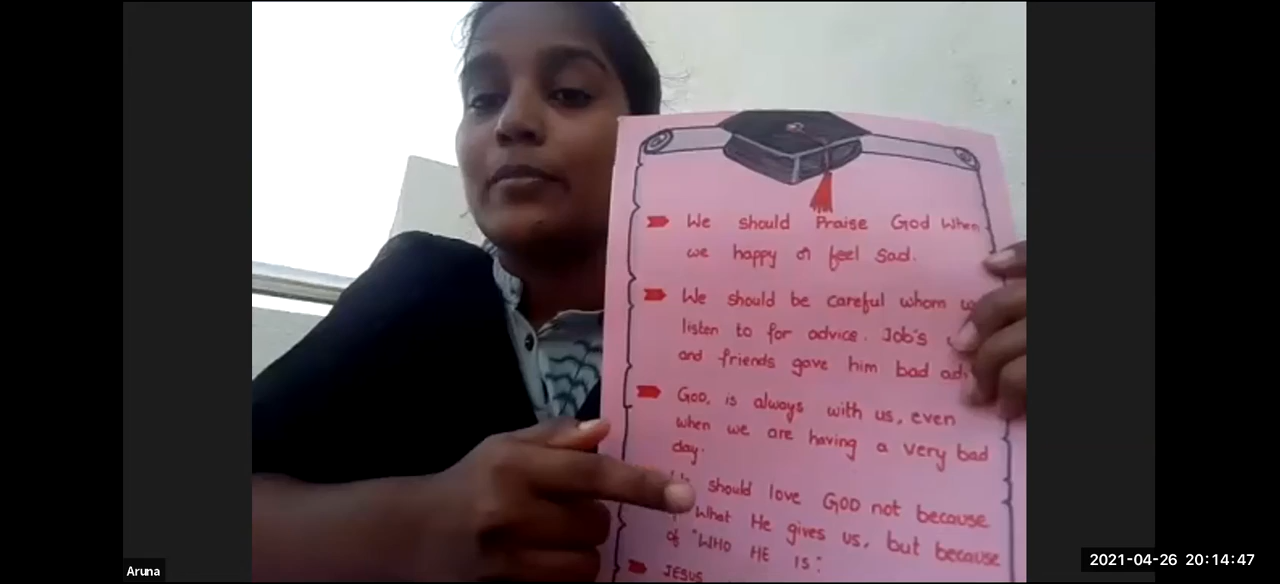 We should Praise God When
we happy or feel sad.
We should be careful whom
listen to for advice. Job's
and friends gave him bad
GOD, is always with us, even
when we are having a very bad
day.
should love GOD not because
What He gives us, but because
of "WHO HE IS".
JESUS
Aruna
2021-04-26 20:14:47